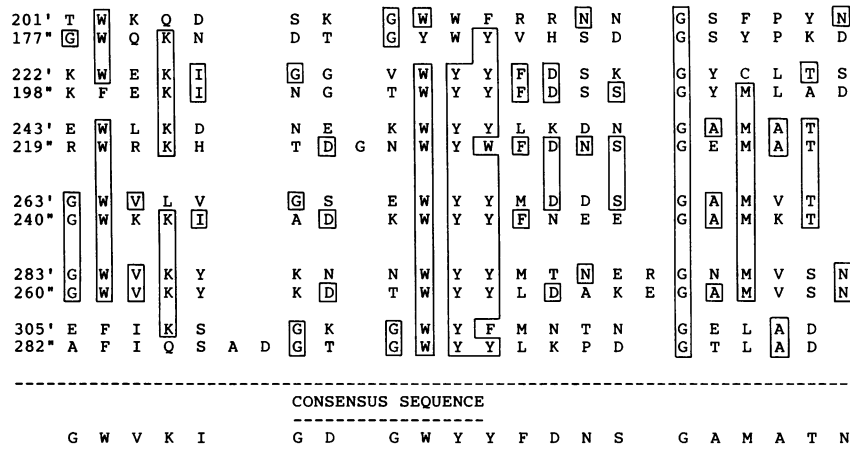 201' T W K Q D S K G W W F R R N N G S F P Y N
177" G W Q K N D T G Y W Y V H S D G S Y P K D
222' K W E K I G G V W Y Y F D S K G Y C L T S
198" K F E K I N G T W Y Y F D S S G Y M L A D
243' E W L K D N E K W Y Y L K D N G A M A T
219" R W R K H T D G N W Y W F D N S G E M A T
263' G W V L V G S E W Y Y M D D S G A M V T
240" G W K K I A D K W Y Y F N E E G A M K T
283' G W V K Y K N N W Y Y M T N E R G N M V S N
260" G W V K Y K D T W Y Y L D A K E G A M V S N
305' E F I K S G K G W Y F M N T N G E L A D
282" A F I Q S A D G T G W Y Y L K P D G T L A D
CONSENSUS SEQUENCE
G W V K I G D G W Y Y F D N S G A M A T N